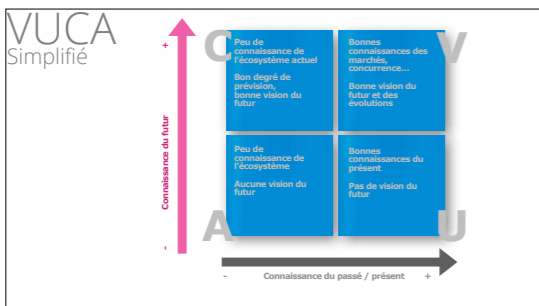 VUCA
Simplifié
+
Connaissance du futur
-
C
Peu de
connaissance de
l'écosystème actuel
Bon degré de
prévision,
bonne vision du
futur
V
Bonnes
connaissances des
marchés,
concurrence...
Bonne vision du
futur et des
évolutions
A
Peu de
connaissance de
l'écosystème
Aucune vision du
futur
U
Bonnes
connaissances du
présent
Pas de vision du
futur
- Connaissance du passé / présent +